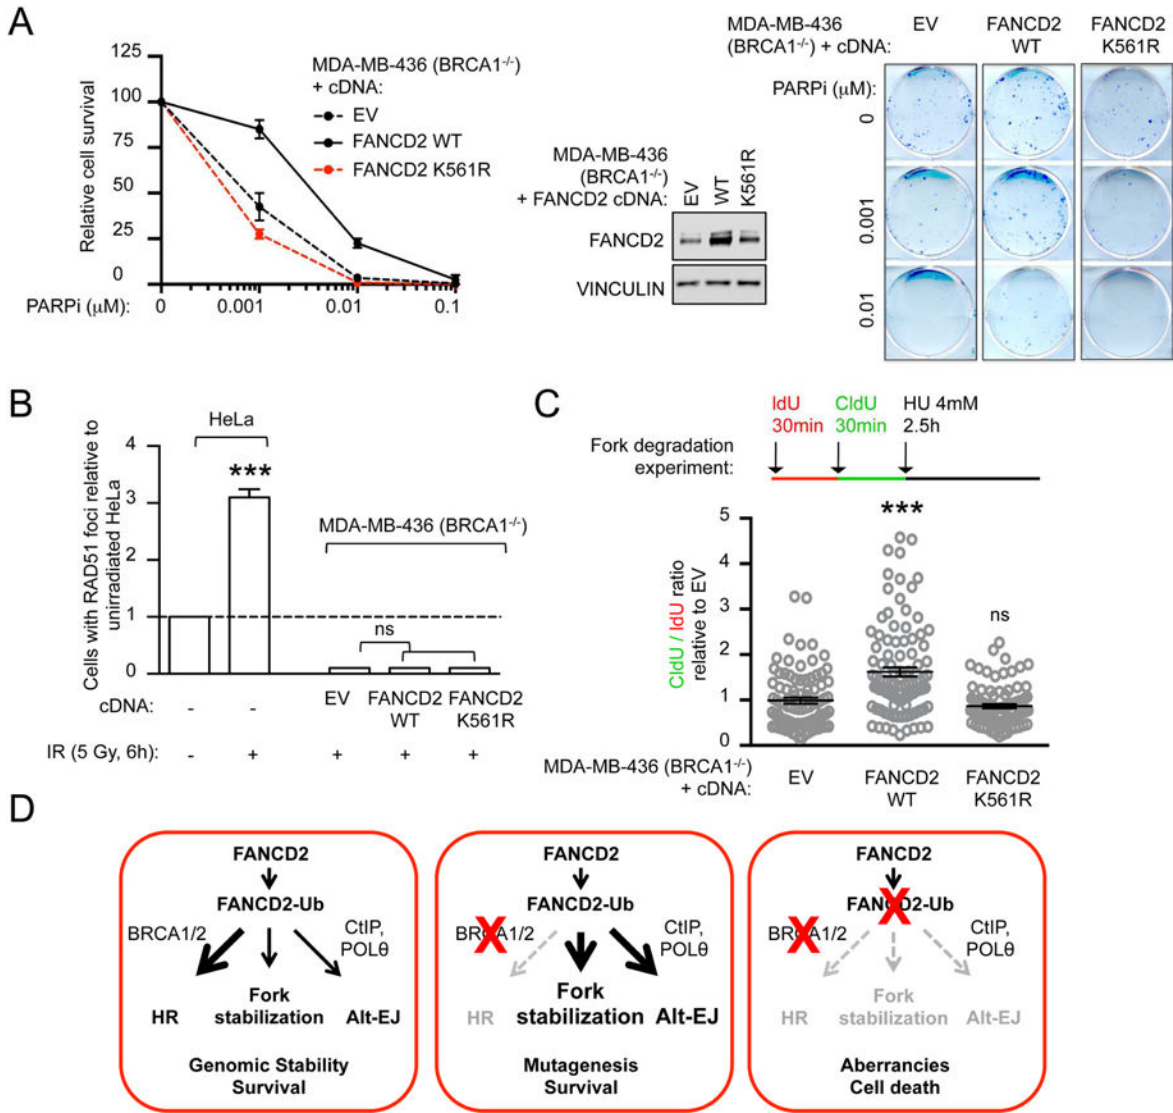 A
125
100
75
50
25
0
Relative cell survival
MDA-MB-436 (BRCA1-/-)
+ cDNA:
EV
FANCD2 WT
FANCD2 K561R
PARPi (μM):
0
0.001
0.01
0.1
MDA-MB-436
(BRCA1-/-)
+ FANCD2 cDNA:
EV
WT
K561R
FANCD2
VINCULIN
MDA-MB-436
(BRCA1-/-) + cDNA:
EV
FANCD2
WT
FANCD2
K561R
PARPi (μM):
0
0.001
0.01
B
Cells with RAD51 foci relative to
unirradiated HeLa
4
3
2
1
0
HeLa
***
MDA-MB-436 (BRCA1-/-)
ns
cDNA:
- - EV FANCD2 FANCD2
WT K561R
IR (5 Gy, 6h): - + + + +
C
IdU CldU HU 4mM
30min 30min 2.5h
Fork degradation
experiment:
CldU / IdU ratio
relative to EV
5
4
3
2
1
0
***
ns
MDA-MB-436 (BRCA1-/-)
+ cDNA:
EV
FANCD2
WT
FANCD2
K561R
D
FANCD2
FANCD2-Ub
BRCA1/2
CtIP,
POLθ
HR
Fork
stabilization
Alt-EJ
Genomic Stability
Survival
FANCD2
FANCD2-Ub
BRCA1/2
CtIP,
POLθ
HR
Fork
stabilization
Alt-EJ
Mutagenesis
Survival
FANCD2
FANCD2-Ub
BRCA1/2
CtIP,
POLθ
HR
Fork
stabilization
Alt-EJ
Aberrancies
Cell death